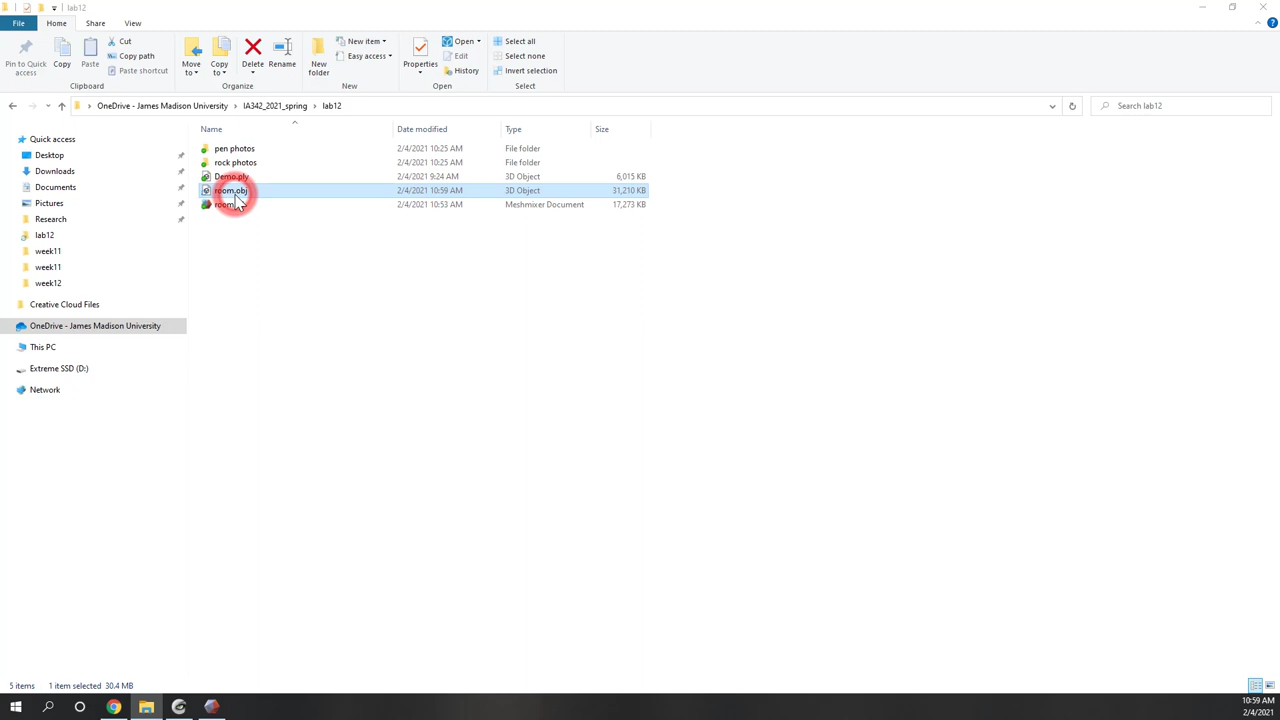 lab12
File Home Share View
Pin to Quick access
Copy
Paste
Cut
Copy path
Paste shortcut
Clipboard
Move to
Copy to
Delete
Rename
Organize
New folder
New item
Easy access
New
Properties
Open
Edit
History
Open
Select all
Select none
Invert selection
Select
OneDrive - James Madison University > IA342_2021_spring > lab12
Search lab12
Name Date modified Type Size
pen photos 2/4/2021 10:25 AM File folder
rock photos 2/4/2021 10:22 AM File folder
Demo.ply 2/4/2021 9:24 AM 3D Object 6,015 KB
room.obj 2/4/2021 10:59 AM 3D Object 31,210 KB
room 2/4/2021 10:53 AM Meshmixer Document 17,273 KB
Quick access
Desktop
Downloads
Documents
Pictures
Research
lab12
week11
week11
week12
Creative Cloud Files
OneDrive - James Madison University
This PC
Extreme SSD (D:)
Network
5 items 1 item selected 30.4 MB
10:59 AM
2/4/2021